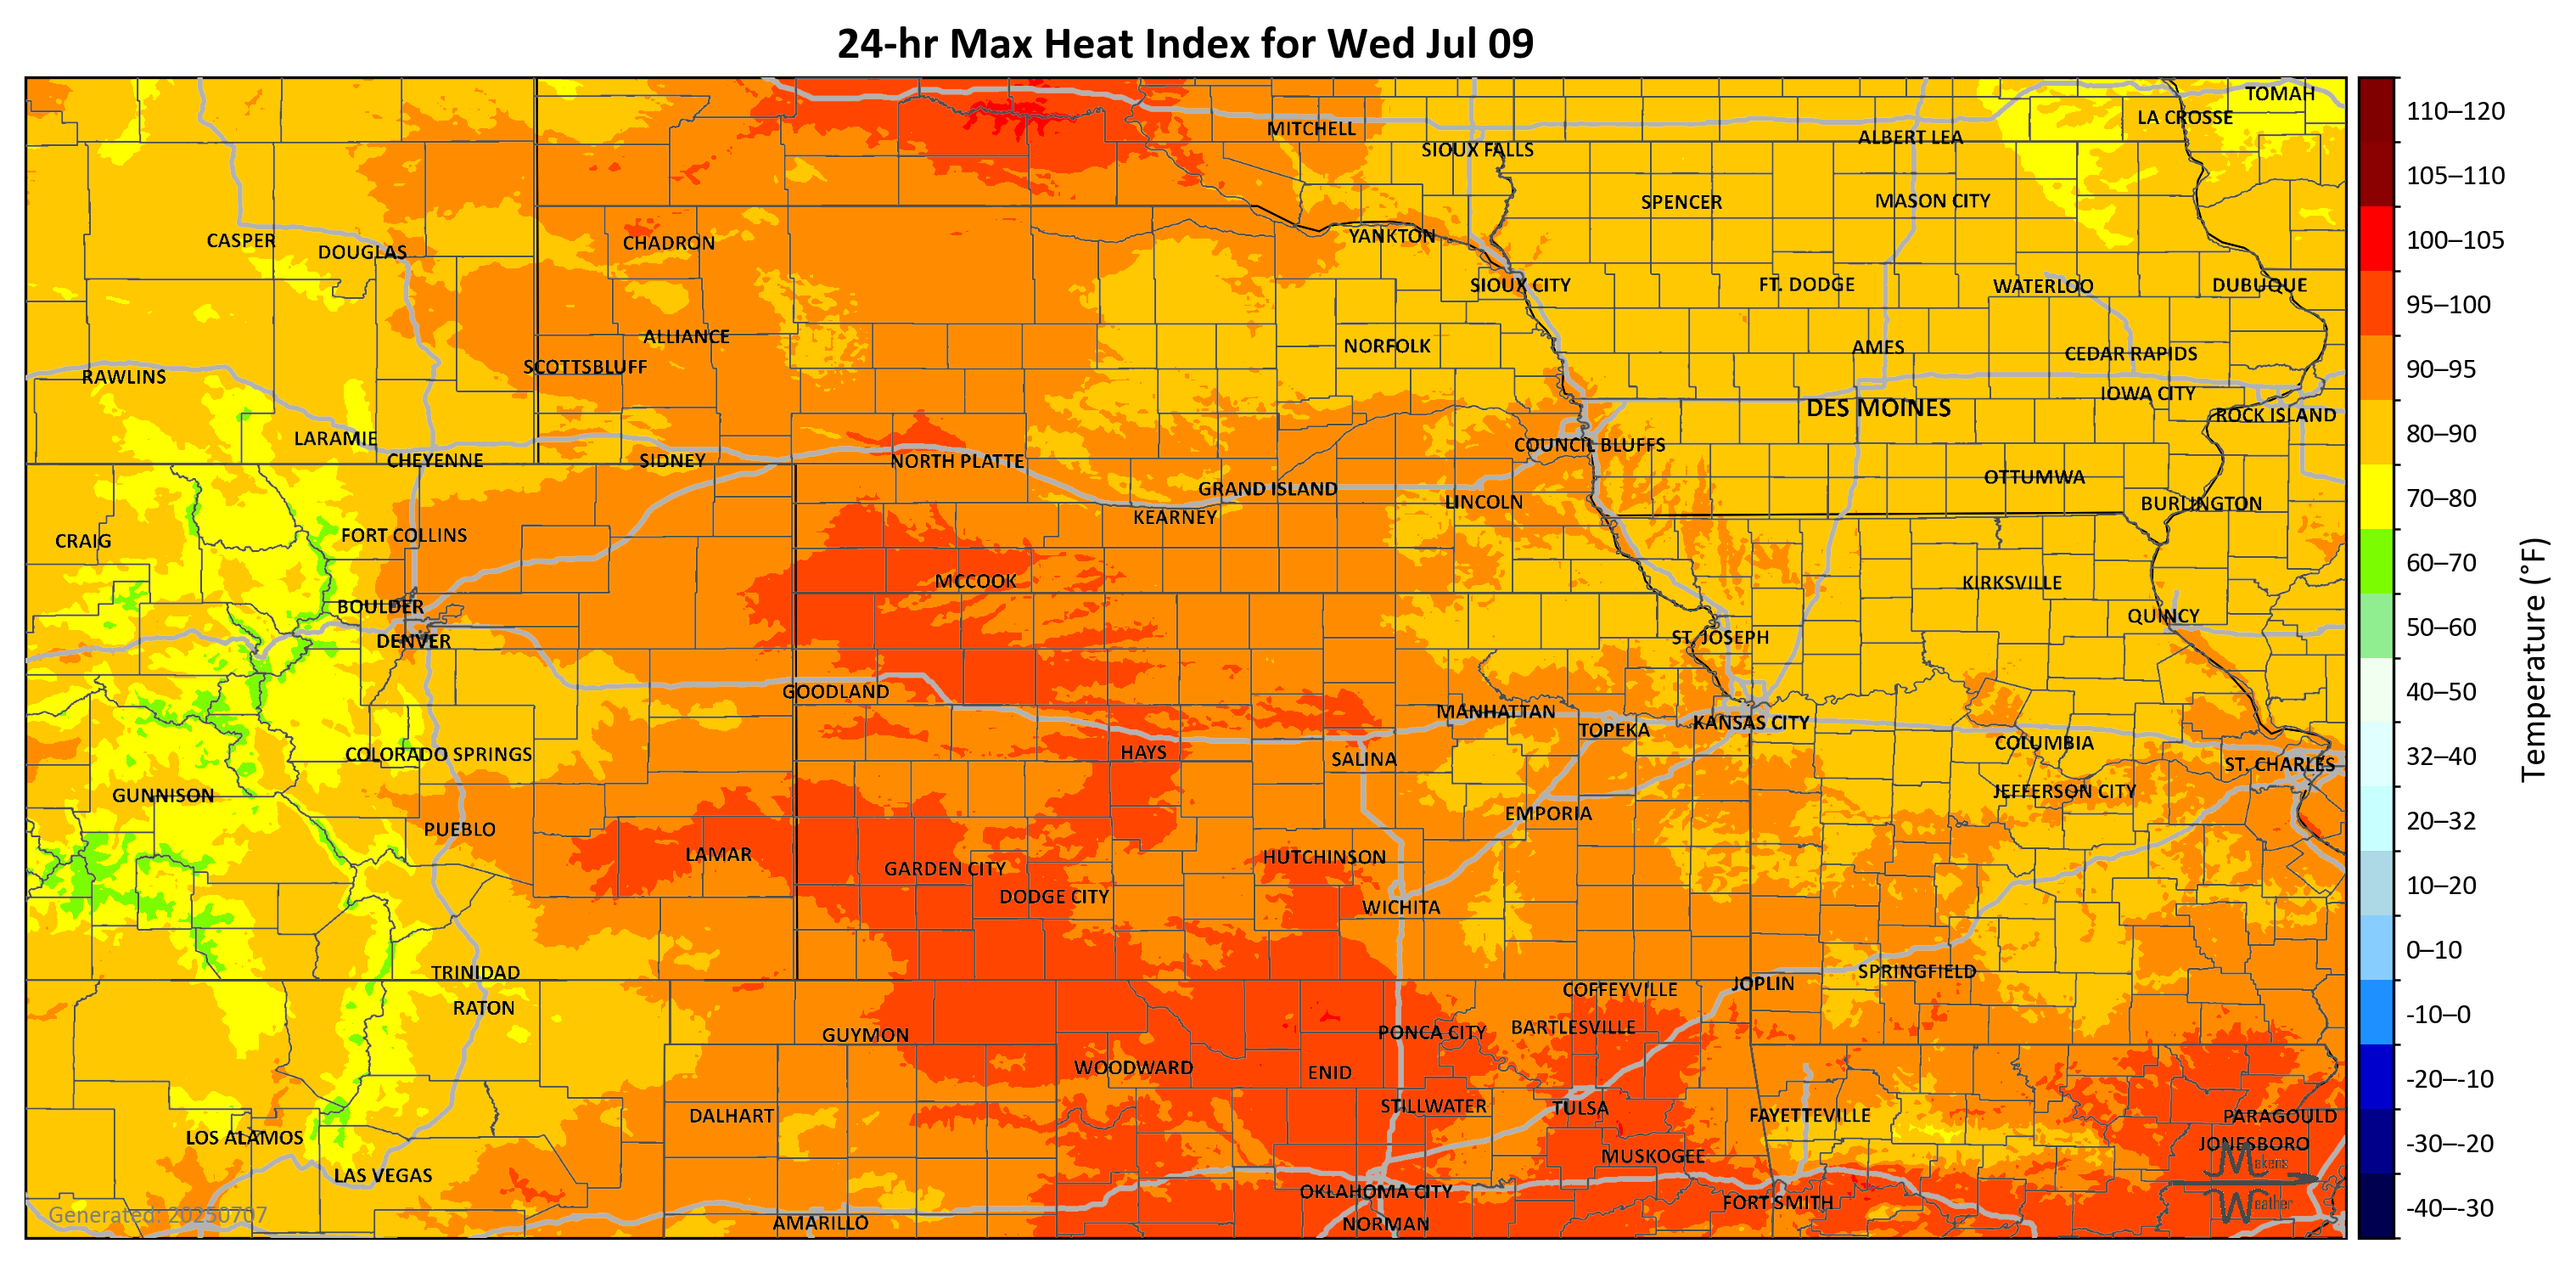 24-hr Max Heat Index for Wed Jul 09
TOMAH
LA CROSSE
MITCHELL
ALBERT LEA
SIOUX FALLS
SPENCER
MASON CITY
CASPER
DOUGLAS
CHADRON
YANKTON
SIOUX CITY
FT. DODGE
WATERLOO
DUBUQUE
ALLIANCE
NORFOLK
AMES
CEDAR RAPIDS
SCOTTSBLUFF
RAWLINS
IOWA CITY
DES MOINES
ROCK ISLAND
LARAMIE
COUNCIL BLUFFS
CHEYENNE
SIDNEY
NORTH PLATTE
OTTUMWA
GRAND ISLAND
LINCOLN
BURLINGTON
KEARNEY
FORT COLLINS
CRAIG
MCCOOK
KIRKSVILLE
BOULDER
QUINCY
DENVER
ST. JOSEPH
GOODLAND
MANHATTAN
KANSAS CITY
TOPEKA
COLUMBIA
COLORADO SPRINGS
HAYS
SALINA
ST. CHARLES
GUNNISON
JEFFERSON CITY
EMPORIA
PUEBLO
LAMAR
HUTCHINSON
GARDEN CITY
DODGE CITY
WICHITA
TRINIDAD
SPRINGFIELD
JOPLIN
COFFEYVILLE
RATON
BARTLESVILLE
PONCA CITY
GUYMON
WOODWARD
ENID
STILLWATER
TULSA
DALHART
FAYETTEVILLE
PARAGOULD
LOS ALAMOS
JONESBORO
MUSKOGEE
Makens
LAS VEGAS
OKLAHOMA CITY
FORT SMITH
Weather
Generated: 20250707
AMARILLO
NORMAN
110–120
105–110
100–105
95–100
90–95
80–90
70–80
60–70
50–60
40–50
32–40
20–32
10–20
0–10
-10–0
-20–-10
-30–-20
-40–-30
Temperature (°F)